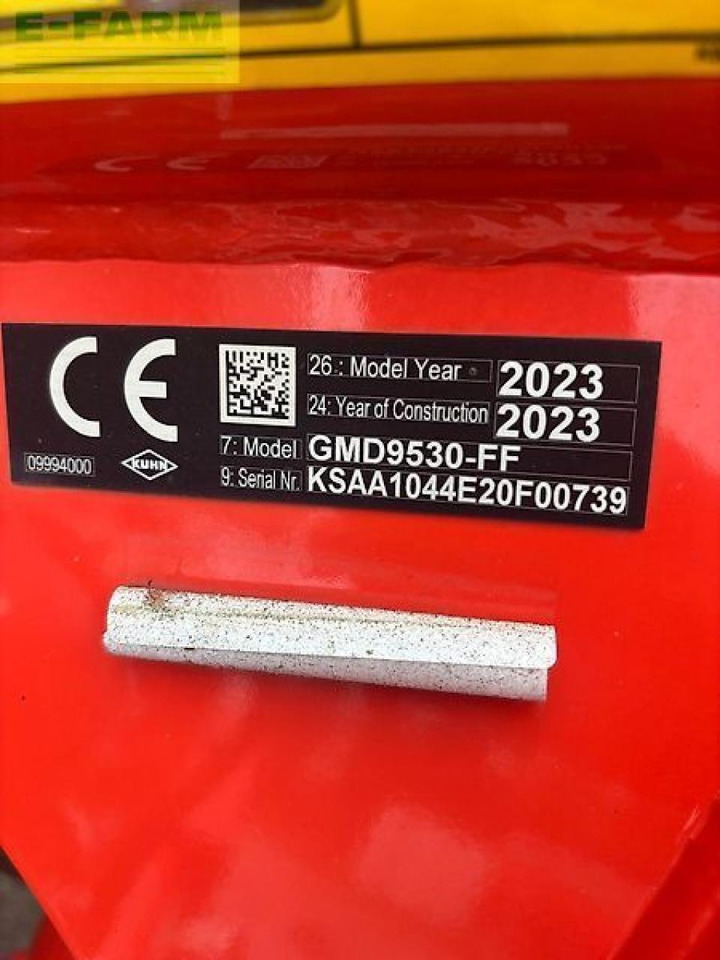 E-FARM
CE
26 : Model Year 2023
24: Year of Construction 2023
7: Model GMD9530-FF
9: Serial Nr. KSAA1044E20F00739
09994000
KUHN